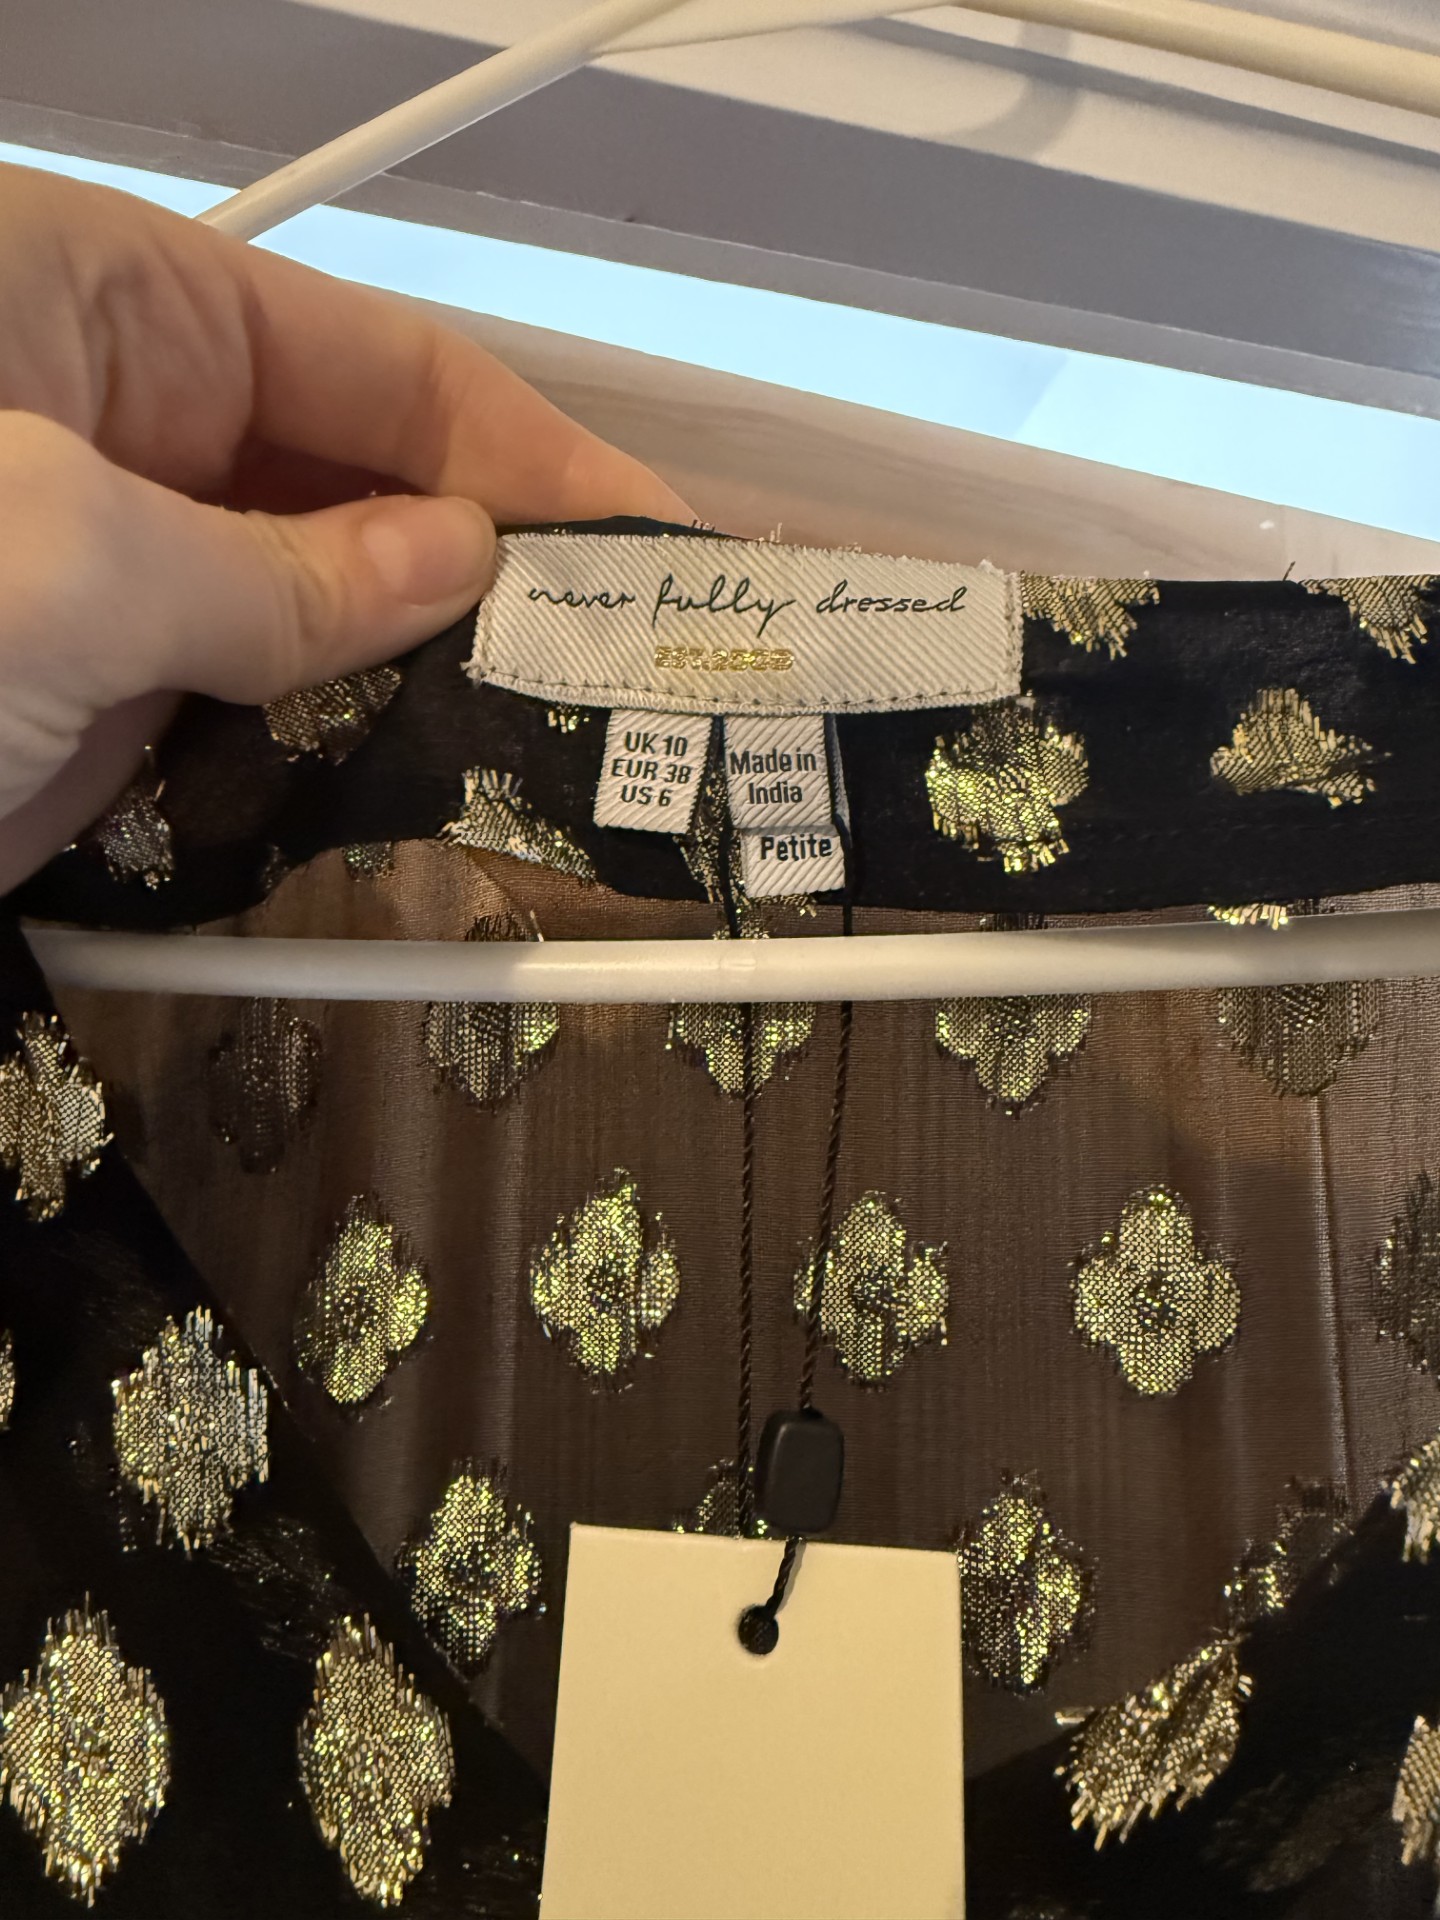 never fully dressed
EST.2009
UK 10
EUR 38
US 6
Made in
India
Petite